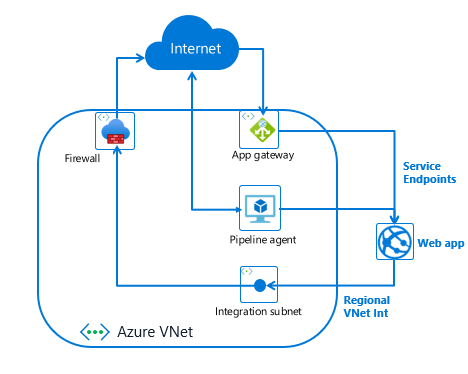 Internet
Firewall
App gateway
Service
Endpoints
Pipeline agent
Web app
Integration subnet
Regional
VNet Int
Azure VNet